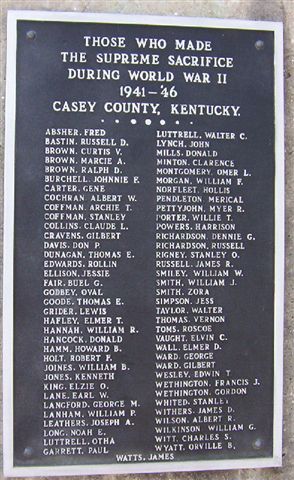 THOSE WHO MADE
THE SUPREME SACRIFICE
DURING WORLD WAR II
1941-'46
CASEY COUNTY, KENTUCKY.
ABSHER, FRED
BASTIN, RUSSELL D.
BROWN, CURTIS V.
BROWN, MARCIE A.
BROWN, RALPH D.
BURCHELL, JOHNNIE F.
CARTER, GENE
COCHRAN, ALBERT W.
COFFMAN, ARCHIE T.
COFFMAN, STANLEY
COLLINS, CLAUDE L.
CRAVENS, GILBERT
DAVIS, DON P.
DUNAGAN, THOMAS E.
EDWARDS, ROLLIN
ELLISON, JESSIE
FAIR, BUEL G.
GODBEY, OVAL
GOODE, THOMAS E.
GRIDER, LEWIS
HAFLEY, ELMER T.
HANNAH, WILLIAM R.
HANCOCK, DONALD
HAMM, HOWARD B.
HOLT, ROBERT F.
JOINES, WILLIAM B.
JONES, KENNETH
KING, ELZIE O.
LANE, EARL W.
LANGFORD, GEORGE M.
LANHAM, WILLIAM P.
LEATHERS, JOSEPH A.
LONG, NOAH E.
LUTTRELL, OTHA
GARRETT, PAUL
LUTTRELL, WALTER C.
LYNCH, JOHN
MILLS, DONALD
MINTON, CLARENCE
MONTGOMERY, OMER L.
MORGAN, WILLIAM F.
NORFLEET, HOLLIS
PENDLETON, MERICAL
PETTYJOHN, MYER R.
PORTER, WILLIE T.
POWERS, HARRISON
RICHARDSON, DENNIE G.
RICHARDSON, RUSSELL
RIGNEY, STANLEY O.
RUSSELL, JAMES R.
SMILEY, WILLIAM W.
SMITH, WILLIAM J.
SMITH, ZORA
SIMPSON, JESS
TAYLOR, WALTER
THOMAS, VERNON
TOMS, ROSCOE
VAUGHT, ELVIN C.
WALL, ELMER D.
WARD, GEORGE
WARD, GILBERT
WESLEY, EDWIN T.
WETHINGTON, FRANCIS J.
WETHINGTON, GORDON
WHITED, STANLEY
WITHERS, JAMES D.
WILSON, ALBERT R.
WILKINSON, WILLIAM G.
WITT, CHARLES S.
WYATT, ORVILLE B.
WATTS, JAMES